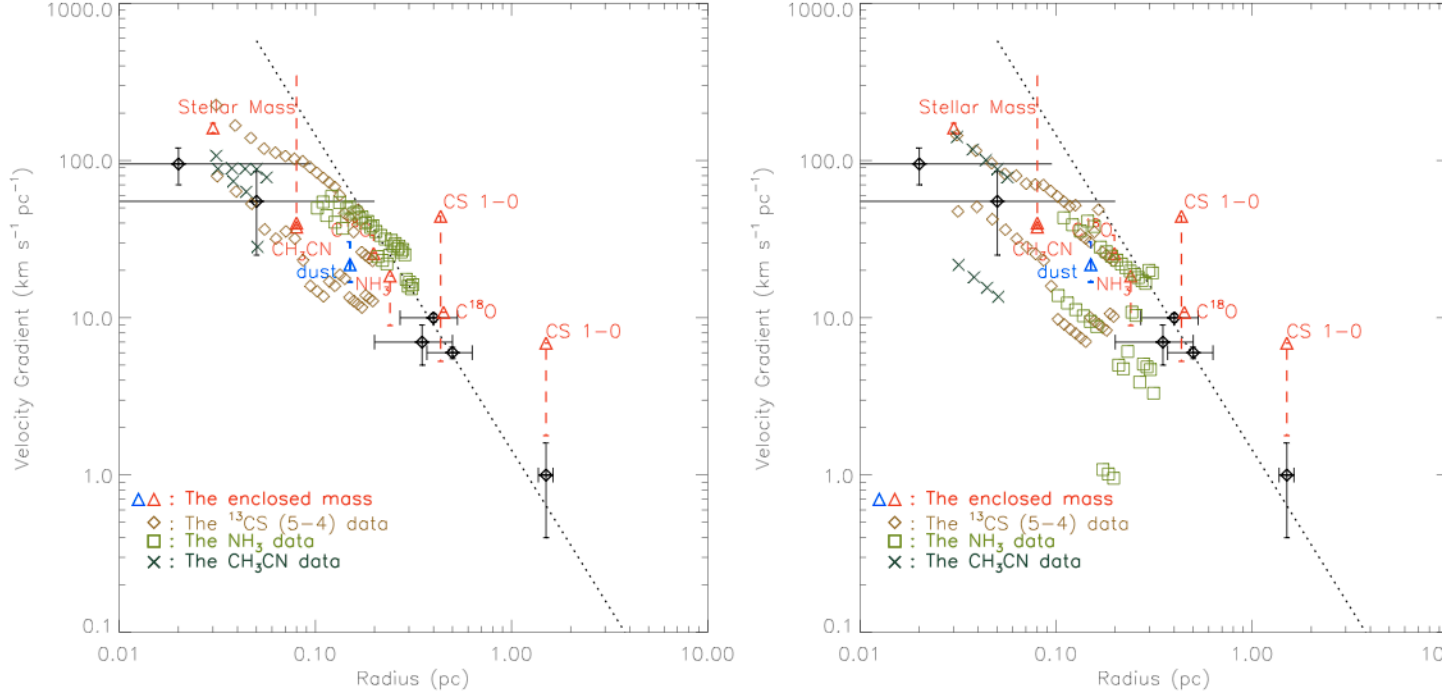 1000.0
100.0
10.0
1.0
0.1
Velocity Gradient (km s⁻¹ pc⁻¹)
Stellar Mass
CS 1−0
CH₃CN
dust
NH₃
C¹⁸O
CS 1−0
: The enclosed mass
: The ¹³CS (5−4) data
: The NH₃ data
: The CH₃CN data
0.01
0.10
1.00
10.00
Radius (pc)
1000.0
100.0
10.0
1.0
0.1
Velocity Gradient (km s⁻¹ pc⁻¹)
Stellar Mass
CS 1−0
CH₃CN
dust
NH₃
C¹⁸O
CS 1−0
: The enclosed mass
: The ¹³CS (5−4) data
: The NH₃ data
: The CH₃CN data
0.01
0.10
1.00
10.00
Radius (pc)